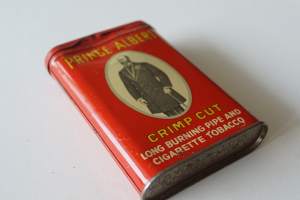 PRINCE ALBERT
CRIMP CUT
LONG BURNING PIPE AND
CIGARETTE TOBACCO